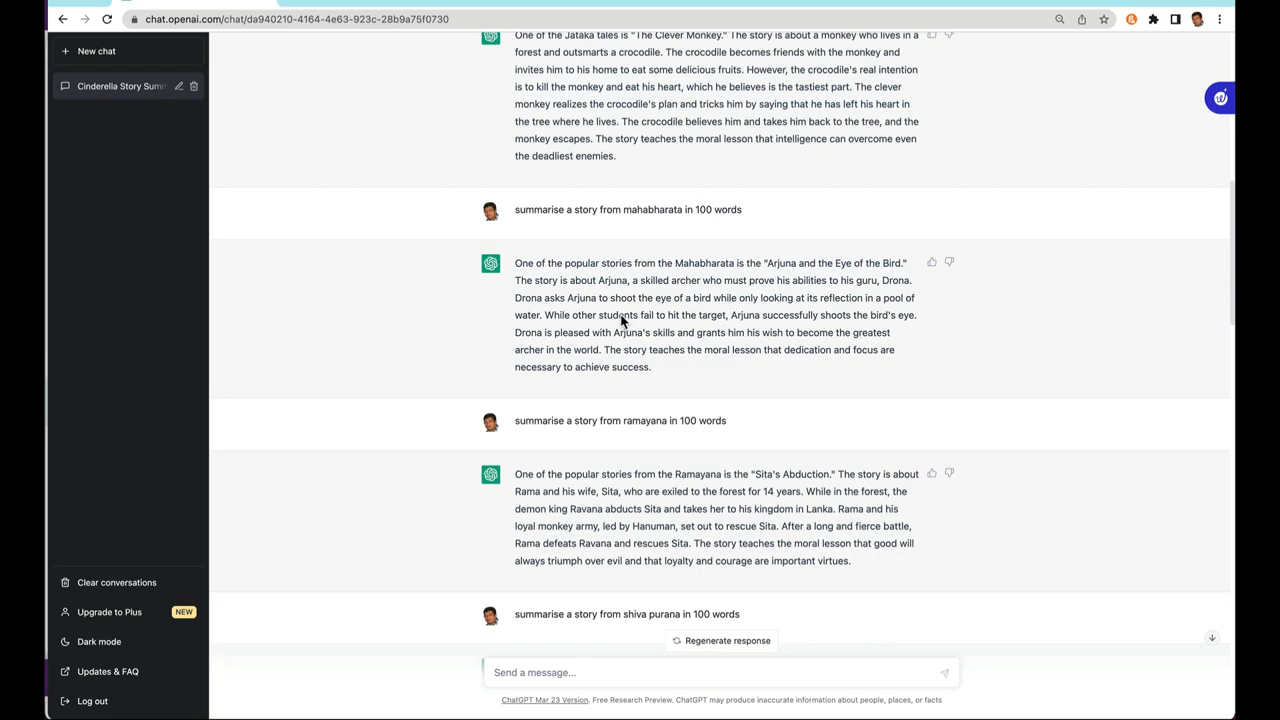 chat.openai.com/chat/da940210-4164-4e63-923c-28b9a75f0730
New chat
Cinderella Story Summ
One of the Jataka tales is "The Clever Monkey." The story is about a monkey who lives in a
forest and outsmarts a crocodile. The crocodile becomes friends with the monkey and
invites him to his home to eat some delicious fruits. However, the crocodile's real intention
is to kill the monkey and eat his heart, which he believes is the tastiest part. The clever
monkey realizes the crocodile's plan and tricks him by saying that he has left his heart in
the tree where he lives. The crocodile believes him and takes him back to the tree, and the
monkey escapes. The story teaches the moral lesson that intelligence can overcome even
the deadliest enemies.
summarise a story from mahabharata in 100 words
One of the popular stories from the Mahabharata is the "Arjuna and the Eye of the Bird."
The story is about Arjuna, a skilled archer who must prove his abilities to his guru, Drona.
Drona asks Arjuna to shoot the eye of a bird while only looking at its reflection in a pool of
water. While other students fail to hit the target, Arjuna successfully shoots the bird's eye.
Drona is pleased with Arjuna's skills and grants him his wish to become the greatest
archer in the world. The story teaches the moral lesson that dedication and focus are
necessary to achieve success.
summarise a story from ramayana in 100 words
One of the popular stories from the Ramayana is the "Sita's Abduction." The story is about
Rama and his wife, Sita, who are exiled to the forest for 14 years. While in the forest, the
demon king Ravana abducts Sita and takes her to his kingdom in Lanka. Rama and his
loyal monkey army, led by Hanuman, set out to rescue Sita. After a long and fierce battle,
Rama defeats Ravana and rescues Sita. The story teaches the moral lesson that good will
always triumph over evil and that loyalty and courage are important virtues.
summarise a story from shiva purana in 100 words
Clear conversations
Upgrade to Plus NEW
Dark mode
Updates & FAQ
Log out
Regenerate response
Send a message...
ChatGPT Mar 23 Version. Free Research Preview. ChatGPT may produce inaccurate information about people, places, or facts